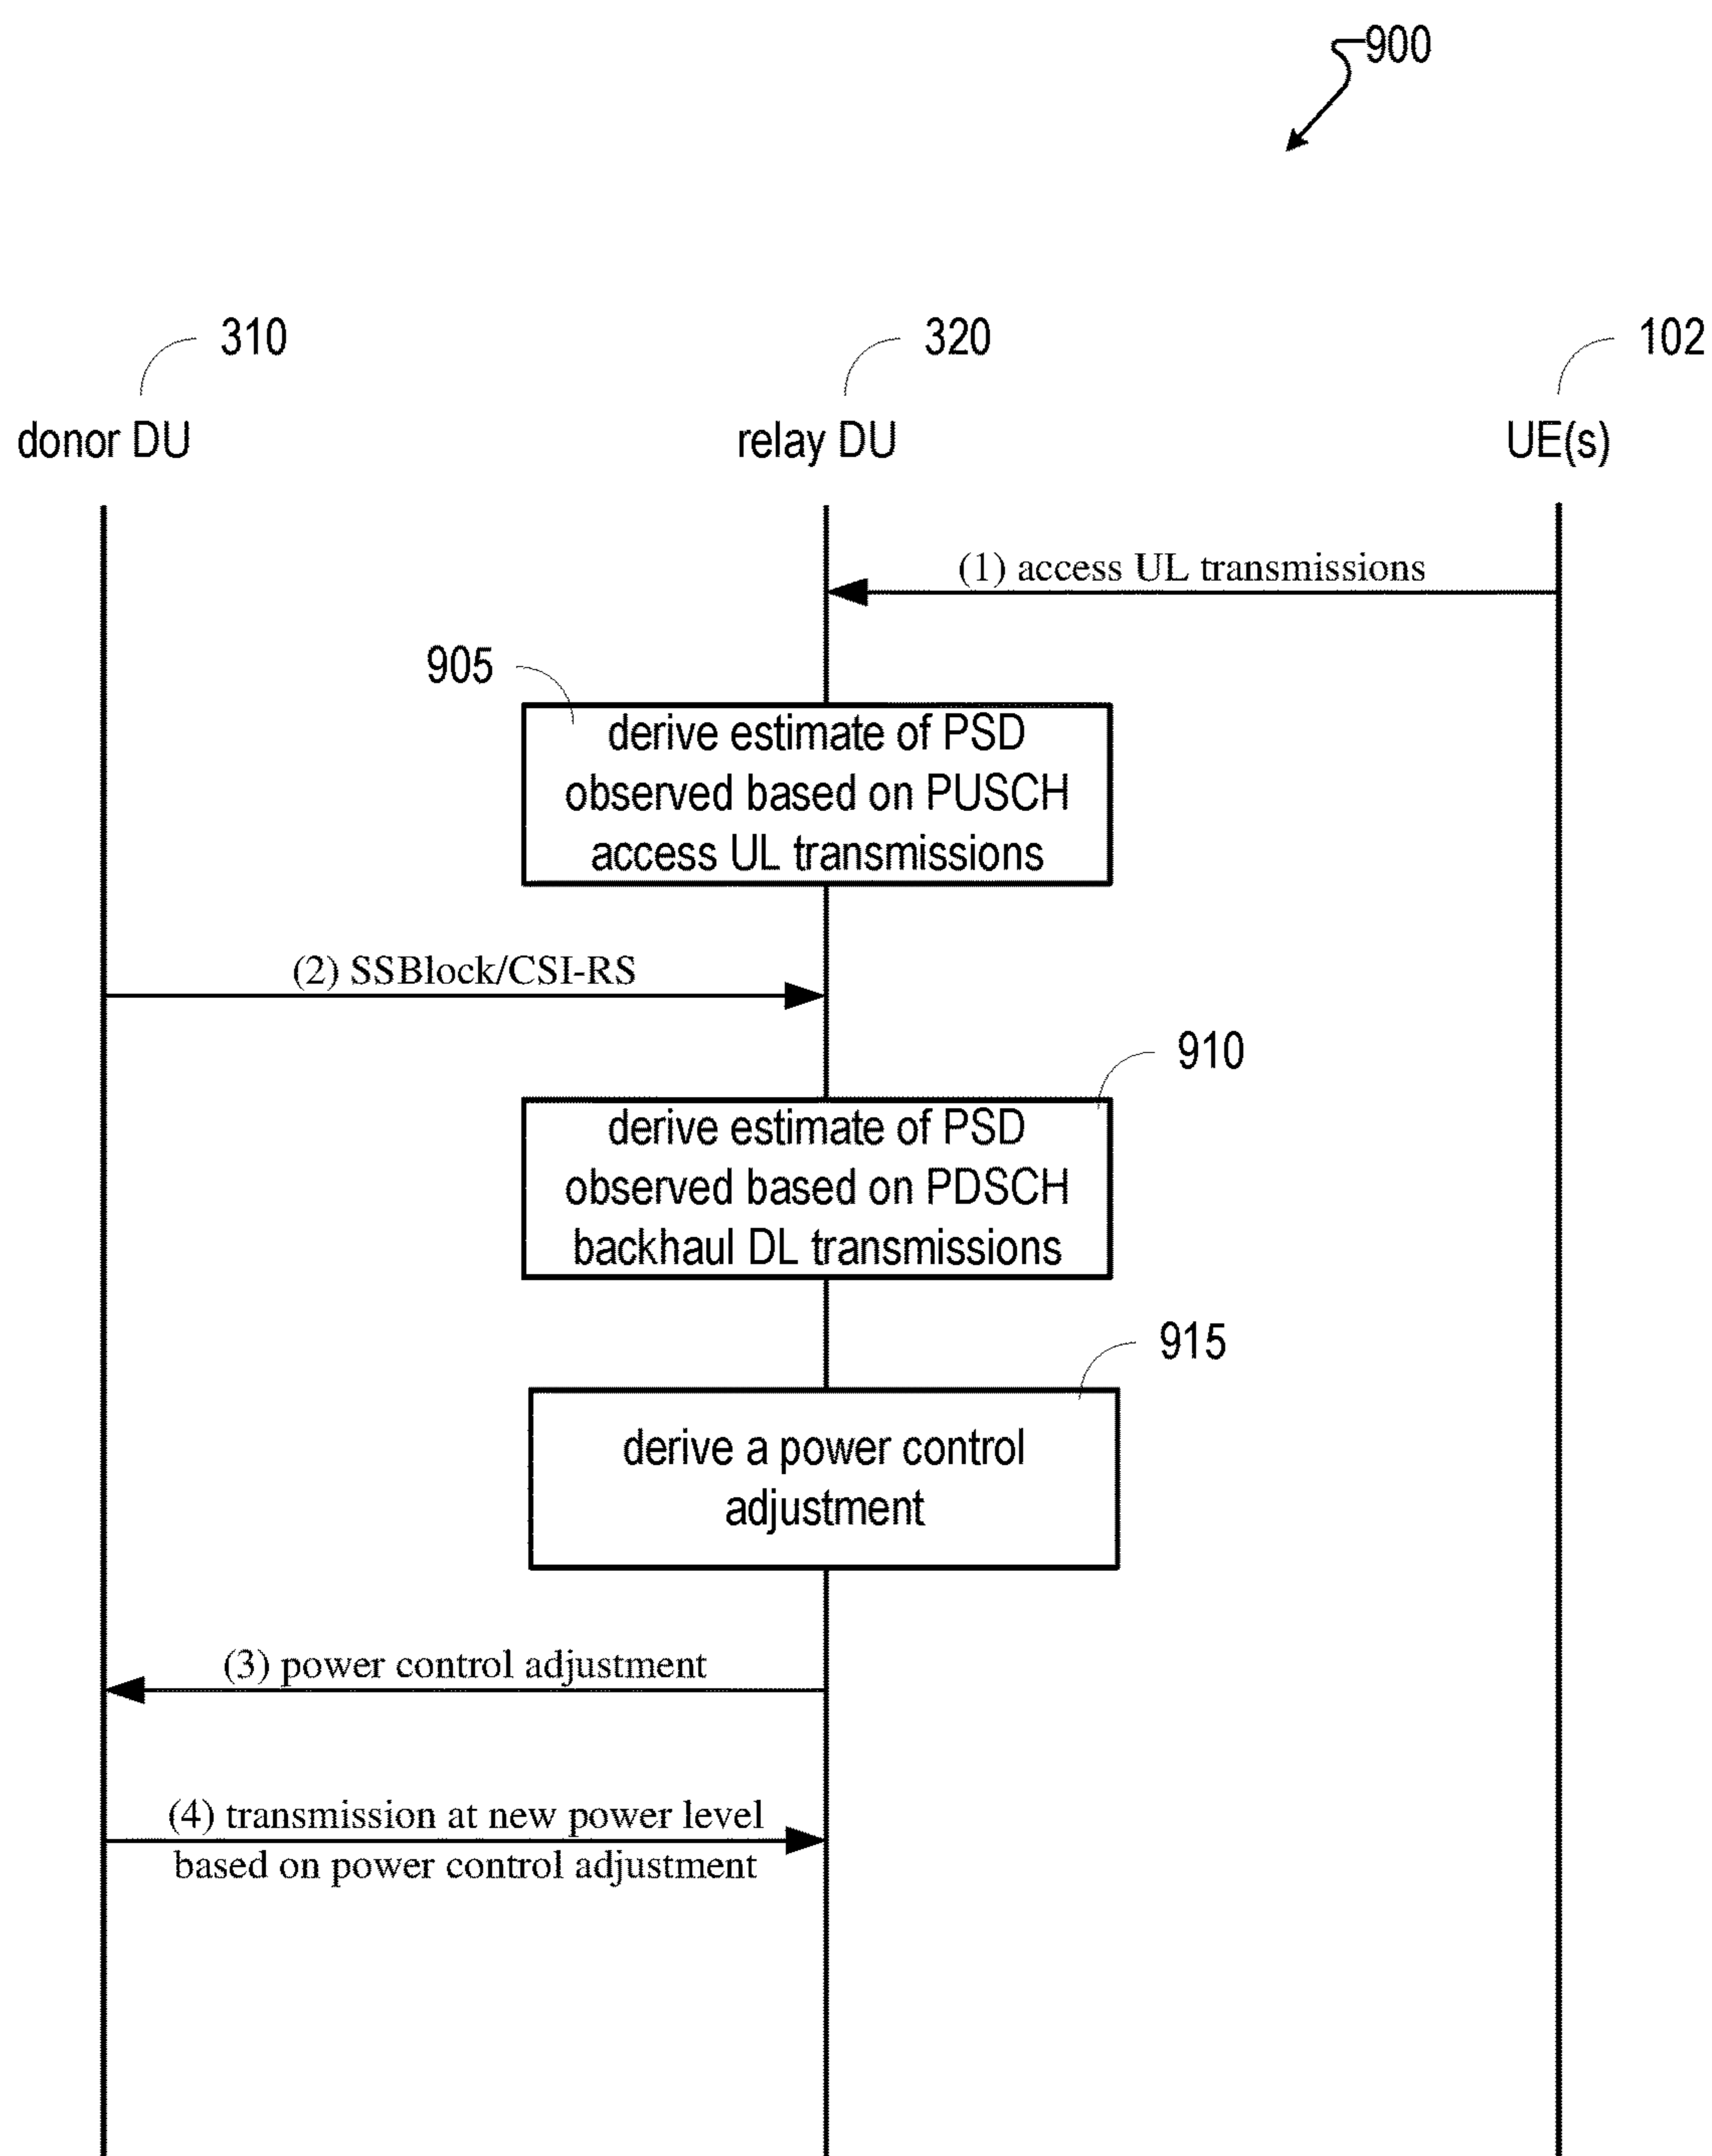 900
310
320
102
donor DU
relay DU
UE(s)
(1) access UL transmissions
905
derive estimate of PSD
observed based on PUSCH
access UL transmissions
(2) SSBlock/CSI-RS
910
derive estimate of PSD
observed based on PDSCH
backhaul DL transmissions
915
derive a power control
adjustment
(3) power control adjustment
(4) transmission at new power level
based on power control adjustment